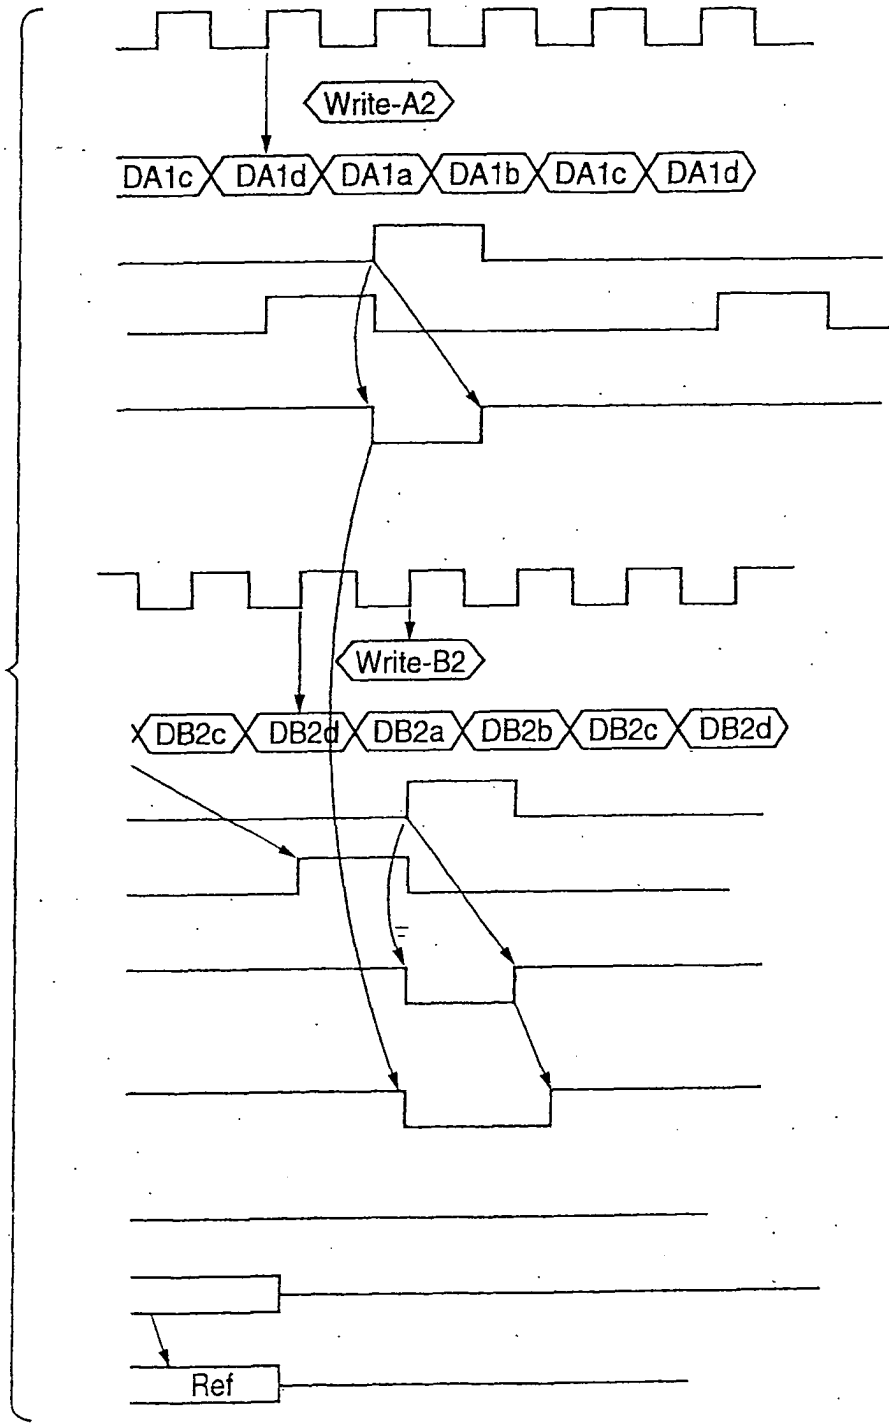 Write-A2
DA1c DA1d DA1a DA1b DA1c DA1d
Write-B2
DB2c DB2d DB2a DB2b DB2c DB2d
Ref